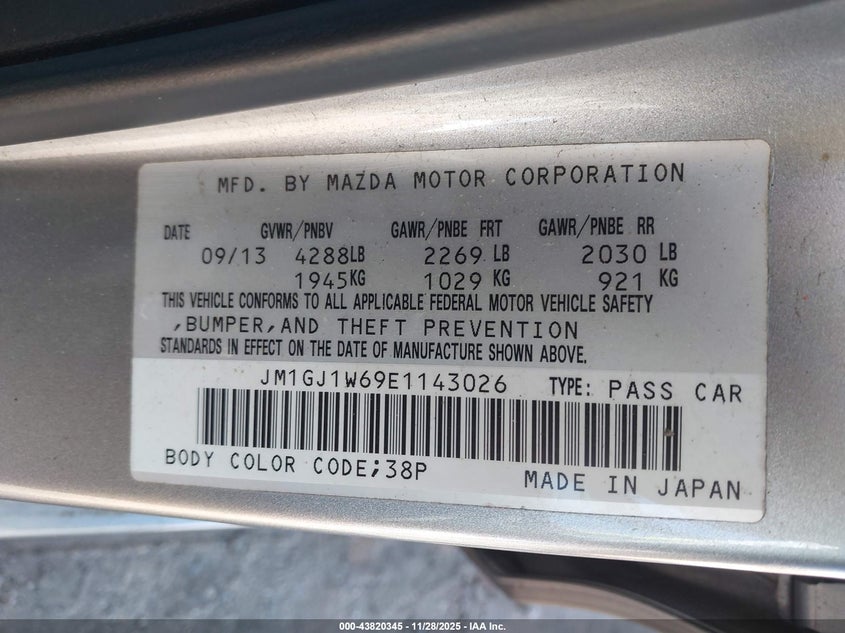 MFD. BY MAZDA MOTOR CORPORATION
DATE GVWR/PNBV GAWR/PNBE FRT GAWR/PNBE RR
09/13 4288LB 2269 LB 2030 LB
1945KG 1029 KG 921 KG
THIS VEHICLE CONFORMS TO ALL APPLICABLE FEDERAL MOTOR VEHICLE SAFETY
,BUMPER,AND THEFT PREVENTION
STANDARDS IN EFFECT ON THE DATE OF MANUFACTURE SHOWN ABOVE.
JM1GJ1W69E1143026 TYPE: PASS CAR
BODY COLOR CODE;38P
MADE IN JAPAN
000-43820345 - 11/28/2025 - IAA Inc.